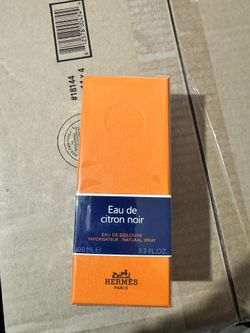 #18144
Eau de
citron noir
EAU DE COLOGNE
VAPORISATEUR NATURAL SPRAY
100 ML ℮ 3.3 FL.OZ.
HERMÈS
PARIS